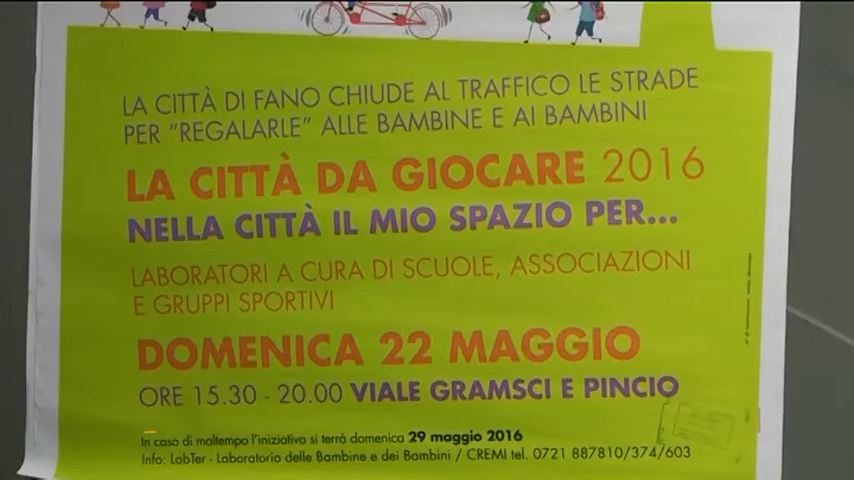 LA CITTÀ DI FANO CHIUDE AL TRAFFICO LE STRADE
PER "REGALARLE" ALLE BAMBINE E AI BAMBINI
LA CITTÀ DA GIOCARE 2016
NELLA CITTÀ IL MIO SPAZIO PER...
LABORATORI A CURA DI SCUOLE, ASSOCIAZIONI
E GRUPPI SPORTIVI
DOMENICA 22 MAGGIO
ORE 15.30 - 20.00 VIALE GRAMSCI E PINCIO
In caso di maltempo l'iniziativa si terrà domenica 29 maggio 2016
Info: LabTer - Laboratorio delle Bambine e dei Bambini / CREMI tel. 0721 887810/374/603